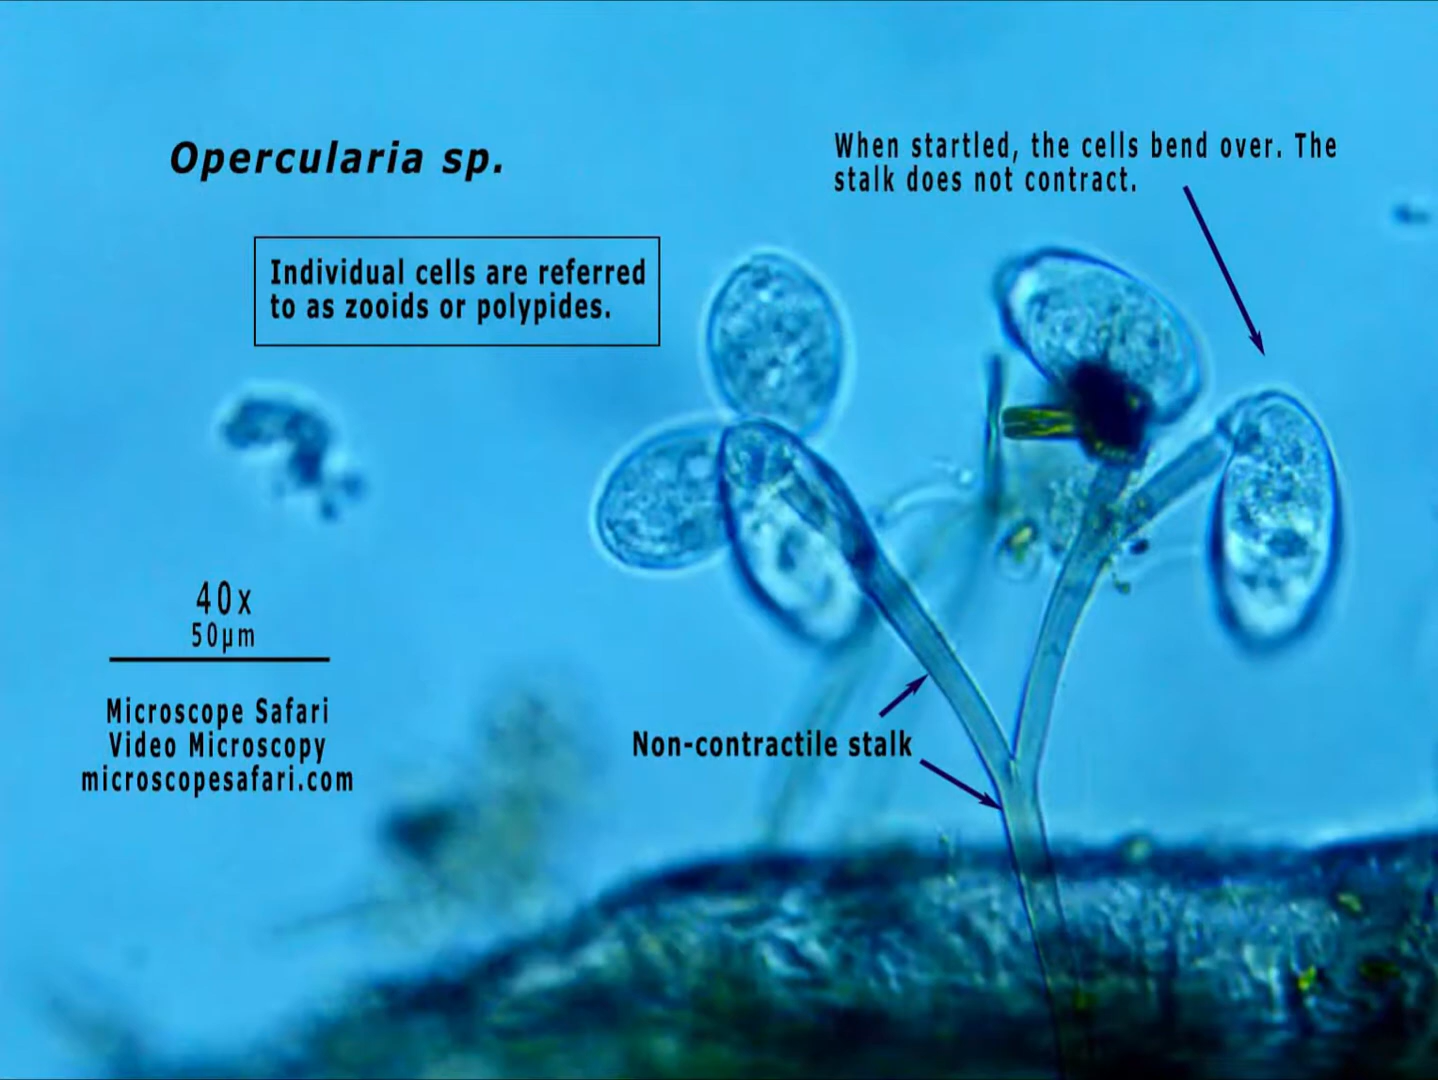 Opercularia sp.
When startled, the cells bend over. The
stalk does not contract.
Individual cells are referred
to as zooids or polypides.
40x
50µm
Microscope Safari
Video Microscopy
microscopesafari.com
Non-contractile stalk